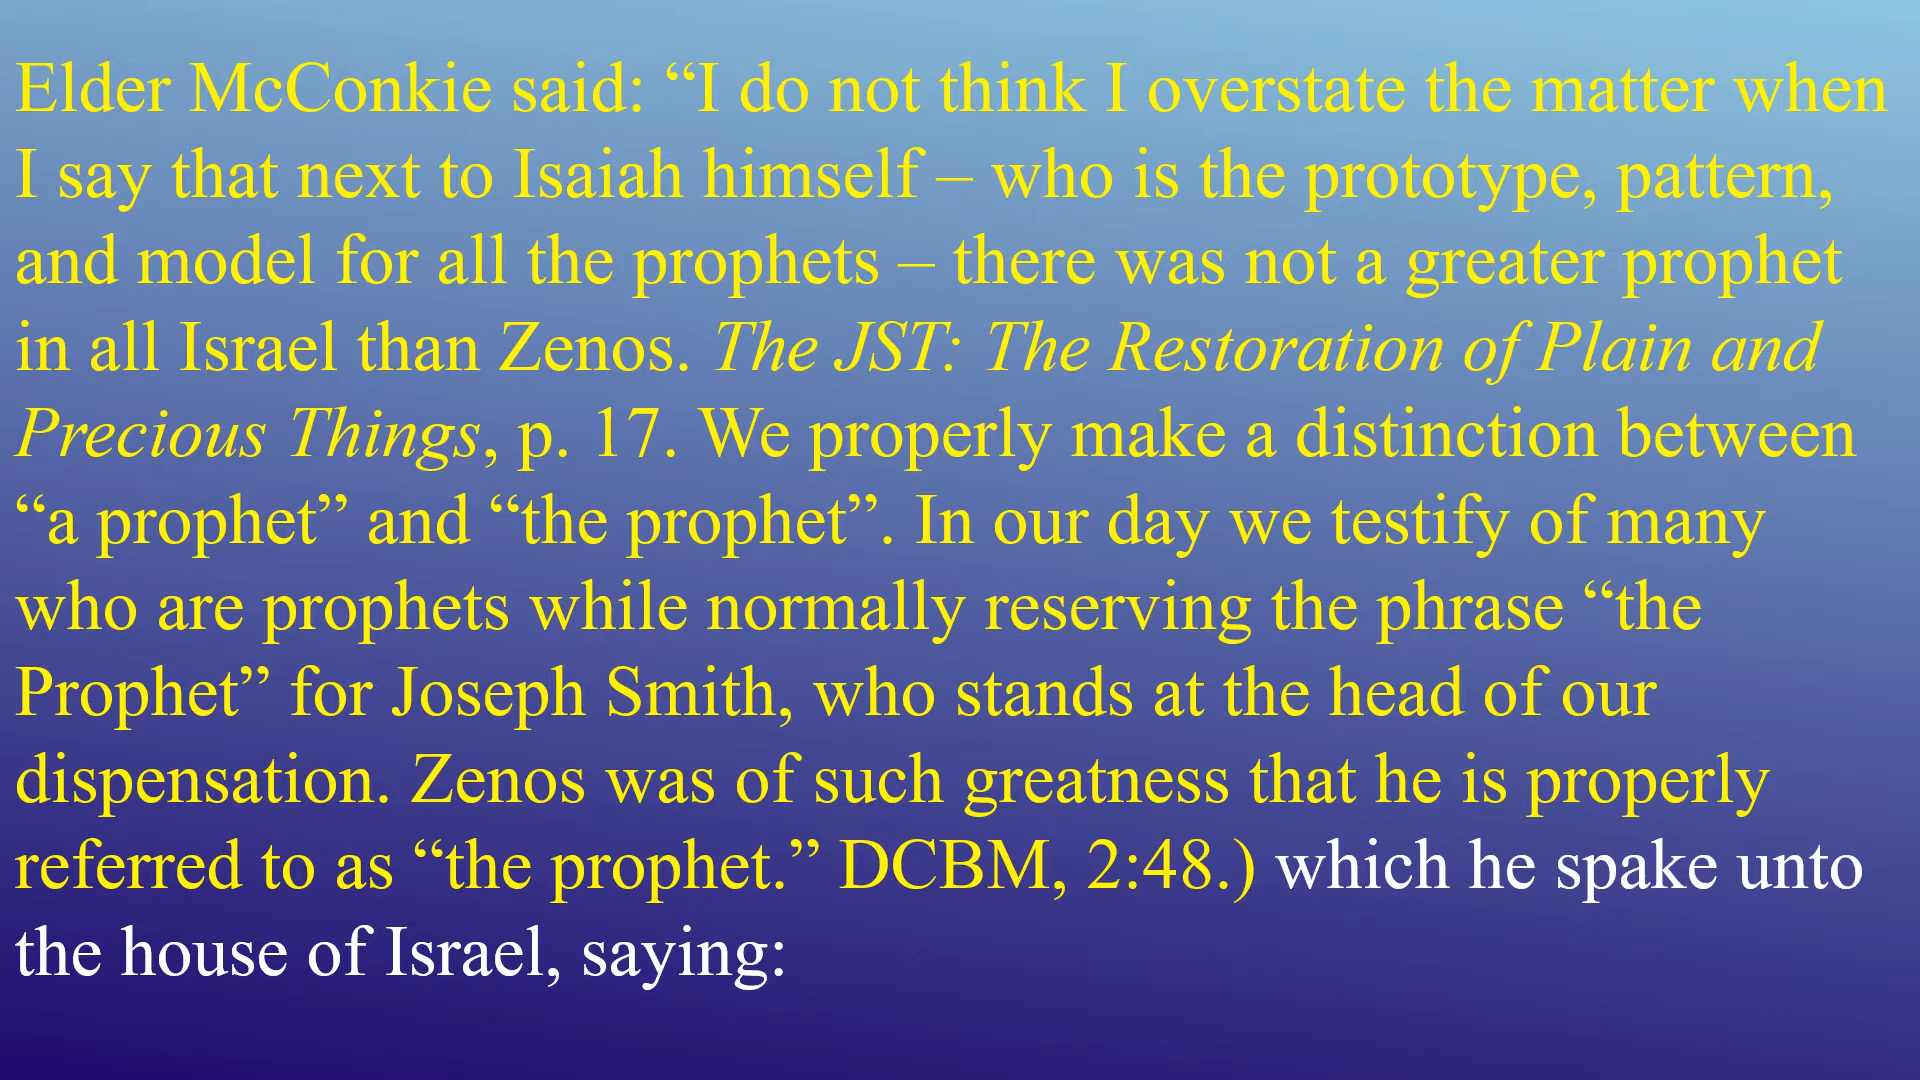 Elder McConkie said: “I do not think I overstate the matter when
I say that next to Isaiah himself – who is the prototype, pattern,
and model for all the prophets – there was not a greater prophet
in all Israel than Zenos. The JST: The Restoration of Plain and
Precious Things, p. 17. We properly make a distinction between
“a prophet” and “the prophet”. In our day we testify of many
who are prophets while normally reserving the phrase “the
Prophet” for Joseph Smith, who stands at the head of our
dispensation. Zenos was of such greatness that he is properly
referred to as “the prophet.” DCBM, 2:48.) which he spake unto
the house of Israel, saying: